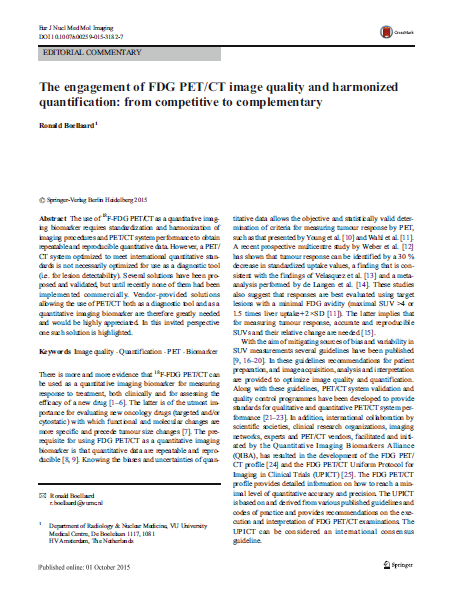 Eur J Nucl Med Mol Imaging
DOI 10.1007/s00259-015-3182-7
CrossMark
EDITORIAL COMMENTARY
The engagement of FDG PET/CT image quality and harmonized
quantification: from competitive to complementary
Ronald Boellaard1
© Springer-Verlag Berlin Heidelberg 2015
Abstract The use of 18F-FDG PET/CT as a quantitative imag-
ing biomarker requires standardization and harmonization of
imaging procedures and PET/CT system performance to obtain
repeatable and reproducible quantitative data. However, a PET/
CT system optimized to meet international quantitative stan-
dards is not necessarily optimized for use as a diagnostic tool
(i.e. for lesion detectability). Several solutions have been pro-
posed and validated, but until recently none of them had been
implemented commercially. Vendor-provided solutions
allowing the use of PET/CT both as a diagnostic tool and as a
quantitative imaging biomarker are therefore greatly needed
and would be highly appreciated. In this invited perspective
one such solution is highlighted.
Keywords Image quality · Quantification · PET · Biomarker
There is more and more evidence that 18F-FDG PET/CT can
be used as a quantitative imaging biomarker for measuring
response to treatment, both clinically and for assessing the
efficacy of a new drug [1–6]. The latter is of the utmost im-
portance for evaluating new oncology drugs (targeted and/or
cytostatic) with which functional and molecular changes are
more specific and precede tumour size changes [7]. The pre-
requisite for using FDG PET/CT as a quantitative imaging
biomarker is that quantitative data are repeatable and repro-
ducible [8, 9]. Knowing the biases and uncertainties of quan-
✉ Ronald Boellaard
r.boellaard@vumc.nl
1 Department of Radiology & Nuclear Medicine, VU University
Medical Centre, De Boelelaan 1117, 1081
HV Amsterdam, The Netherlands
titative data allows the objective and statistically valid deter-
mination of criteria for measuring tumour response by PET,
such as that presented by Young et al. [10] and Wahl et al. [11].
A recent prospective multicentre study by Weber et al. [12]
has shown that tumour response can be identified by a 30 %
decrease in standardized uptake values, a finding that is con-
sistent with the findings of Velasquez et al. [13] and a meta-
analysis performed by de Langen et al. [14]. These studies
also suggest that responses are best evaluated using target
lesions with a minimal FDG avidity (maximal SUV >4 or
1.5 times liver uptake+2×SD [11]). The latter implies that
for measuring tumour response, accurate and reproducible
SUVs and their relative change are needed [15].
With the aim of mitigating sources of bias and variability in
SUV measurements several guidelines have been published
[9, 16–20]. In these guidelines recommendations for patient
preparation, and image acquisition, analysis and interpretation
are provided to optimize image quality and quantification.
Along with these guidelines, PET/CT system validation and
quality control programmes have been developed to provide
standards for qualitative and quantitative PET/CT system per-
formance [21–23]. In addition, international collaboration by
scientific societies, clinical research organizations, imaging
networks, experts and PET/CT vendors, facilitated and initi-
ated by the Quantitative Imaging Biomarkers Alliance
(QIBA), has resulted in the development of the FDG PET/
CT profile [24] and the FDG PET/CT Uniform Protocol for
Imaging in Clinical Trials (UPICT) [25]. The FDG PET/CT
profile provides detailed information on how to reach a min-
imal level of quantitative accuracy and precision. The UPICT
is based on and derived from various published guidelines and
codes of practice and provides recommendations on the exe-
cution and interpretation of FDG PET/CT examinations. The
UPICT can be considered an international consensus
guideline.
Published online: 01 October 2015
Springer